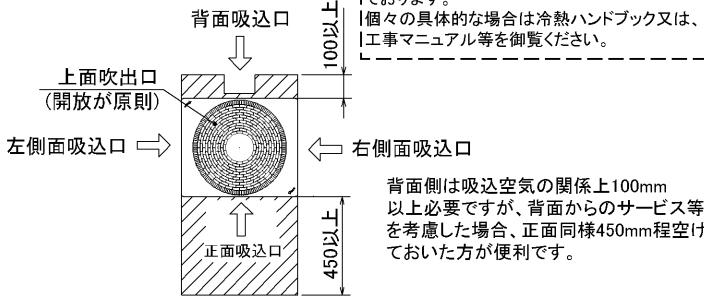 ております。
個々の具体的な場合は冷熱ハンドブック又は、
工事マニュアル等を御覧ください。
背面吸込口
100以上
上面吹出口
(開放が原則)
左側面吸込口
右側面吸込口
正面吸込口
450以上
背面側は吸込空気の関係上100mm
以上必要ですが、背面からのサービス等
を考慮した場合、正面同様450mm程空け
ておいた方が便利です。